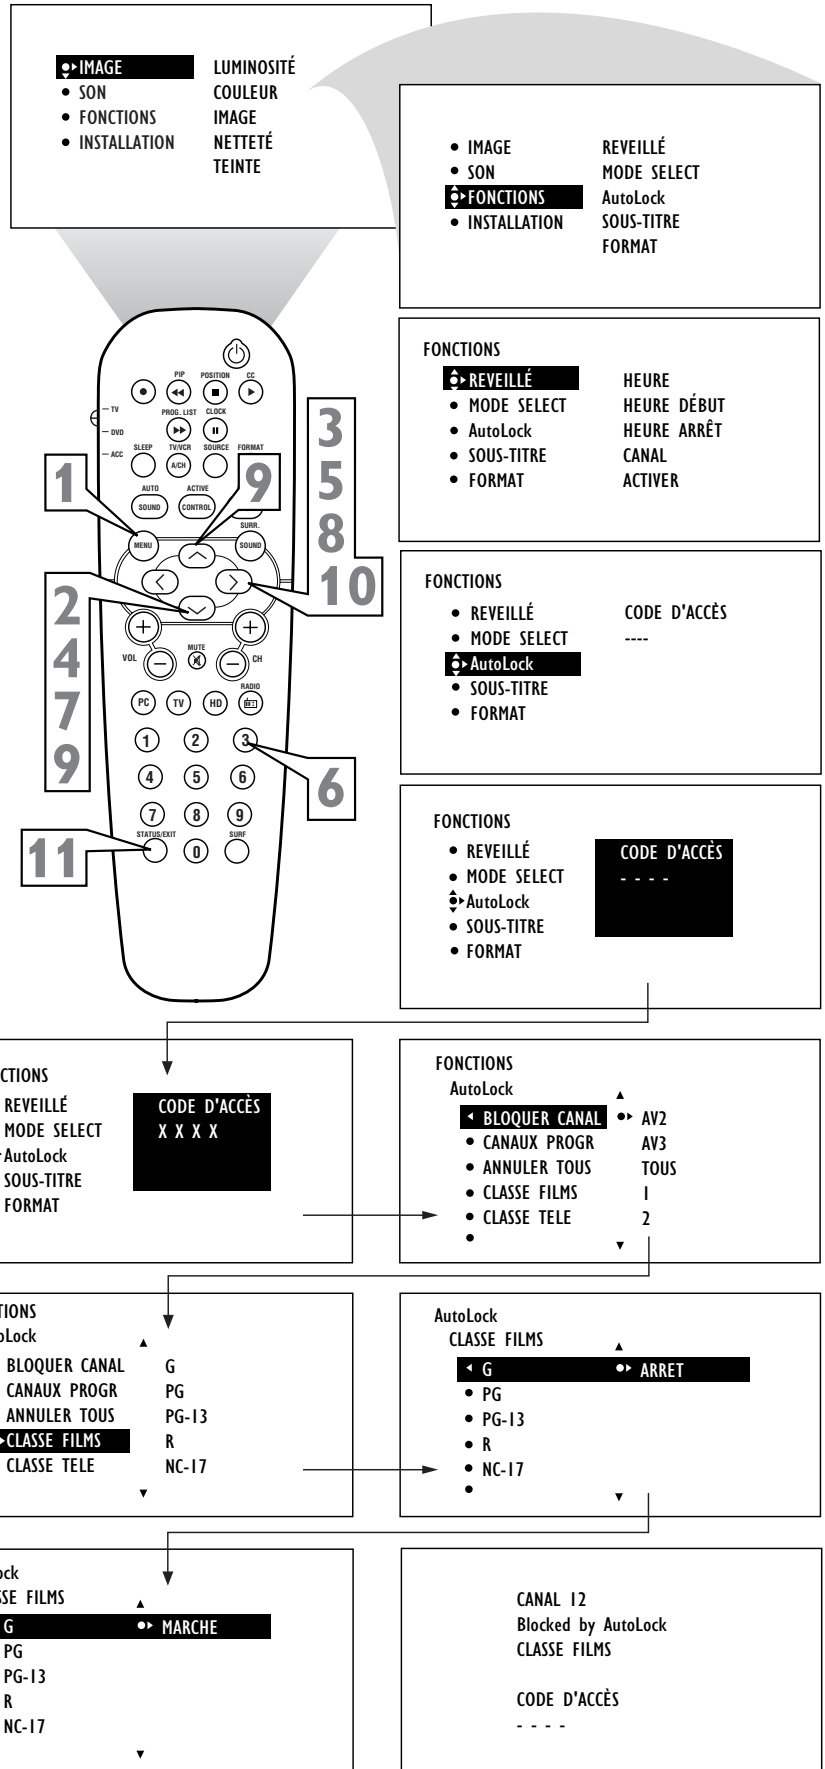 IMAGE LUMINOSITÉ
SON COULEUR
FONCTIONS IMAGE
INSTALLATION NETTETÉ
TEINTE
IMAGE REVEILLÉ
SON MODE SELECT
FONCTIONS AutoLock
INSTALLATION SOUS-TITRE
FORMAT
FONCTIONS
REVEILLÉ HEURE
MODE SELECT HEURE DÉBUT
AutoLock HEURE ARRÊT
SOUS-TITRE CANAL
FORMAT ACTIVER
FONCTIONS
REVEILLÉ CODE D'ACCÈS
MODE SELECT ----
AutoLock
SOUS-TITRE
FORMAT
FONCTIONS
REVEILLÉ CODE D'ACCÈS
MODE SELECT - - - -
AutoLock
SOUS-TITRE
FORMAT
PIP POSITION CC
TV
PROG. LIST CLOCK
DVD
ACC
SLEEP TV/VCR SOURCE FORMAT
A/CH
AUTO ACTIVE
SOUND CONTROL
SURR.
MENU SOUND
VOL MUTE CH
RADIO
PC TV HD
1 2 3
4 5 6
7 8 9
STATUS/EXIT SURF
0
1
9
3
5
8
10
2
4
7
9
6
11
CTIONS
REVEILLÉ CODE D'ACCÈS
MODE SELECT X X X X
AutoLock
SOUS-TITRE
FORMAT
FONCTIONS
AutoLock
BLOQUER CANAL AV2
CANAUX PROGR AV3
ANNULER TOUS TOUS
CLASSE FILMS 1
CLASSE TELE 2
TIONS
oLock
BLOQUER CANAL G
CANAUX PROGR PG
ANNULER TOUS PG-13
CLASSE FILMS R
CLASSE TELE NC-17
AutoLock
CLASSE FILMS
G ARRET
PG
PG-13
R
NC-17
ock
SSE FILMS
G MARCHE
PG
PG-13
R
NC-17
CANAL 12
Blocked by AutoLock
CLASSE FILMS
CODE D'ACCÈS
- - - -